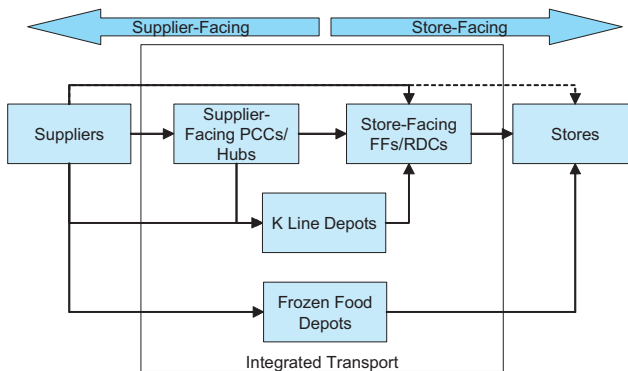 Supplier-Facing
Store-Facing
Suppliers
Supplier-
Facing PCCs/
Hubs
Store-Facing
FFs/RDCs
Stores
K Line Depots
Frozen Food
Depots
Integrated Transport